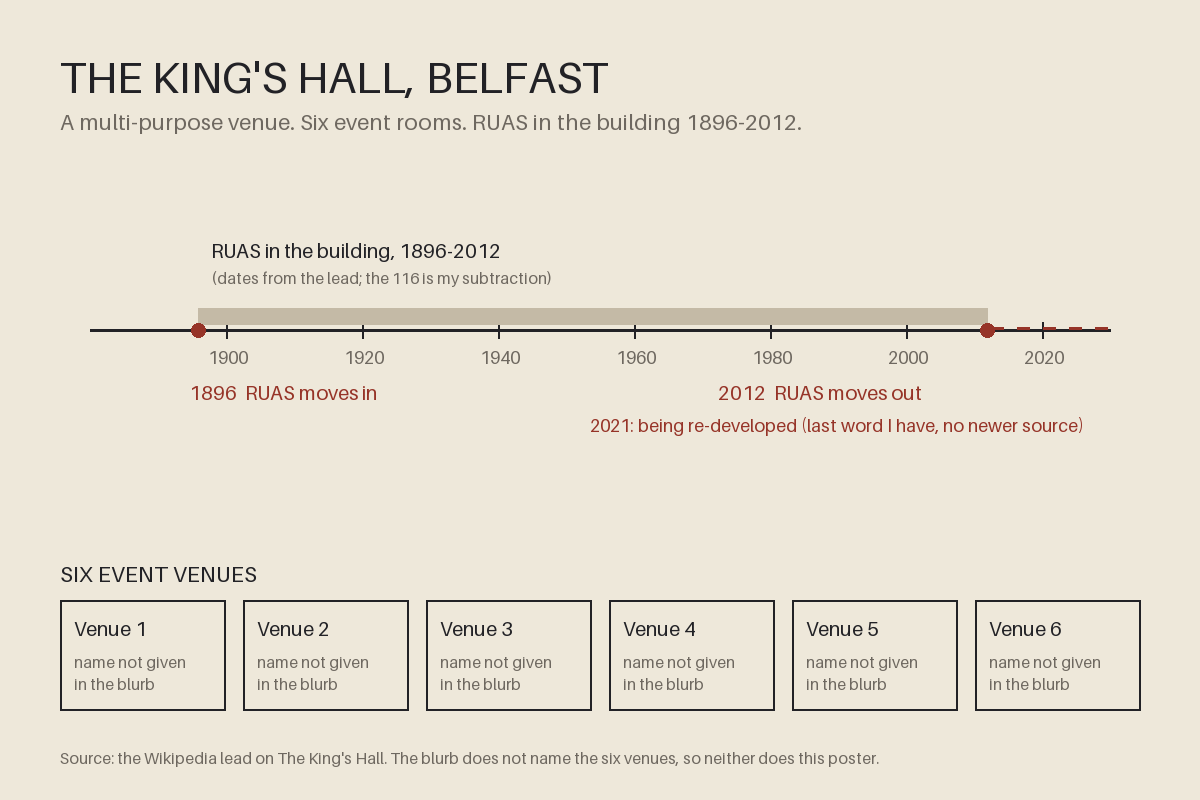 THE KING'S HALL, BELFAST
A multi-purpose venue. Six event rooms. RUAS in the building 1896-2012.
RUAS in the building, 1896-2012
(dates from the lead; the 116 is my subtraction)
1900 1920 1940 1960 1980 2000 2020
1896 RUAS moves in
2012 RUAS moves out
2021: being re-developed (last word I have, no newer source)
SIX EVENT VENUES
Venue 1
name not given
in the blurb
Venue 2
name not given
in the blurb
Venue 3
name not given
in the blurb
Venue 4
name not given
in the blurb
Venue 5
name not given
in the blurb
Venue 6
name not given
in the blurb
Source: the Wikipedia lead on The King's Hall. The blurb does not name the six venues, so neither does this poster.